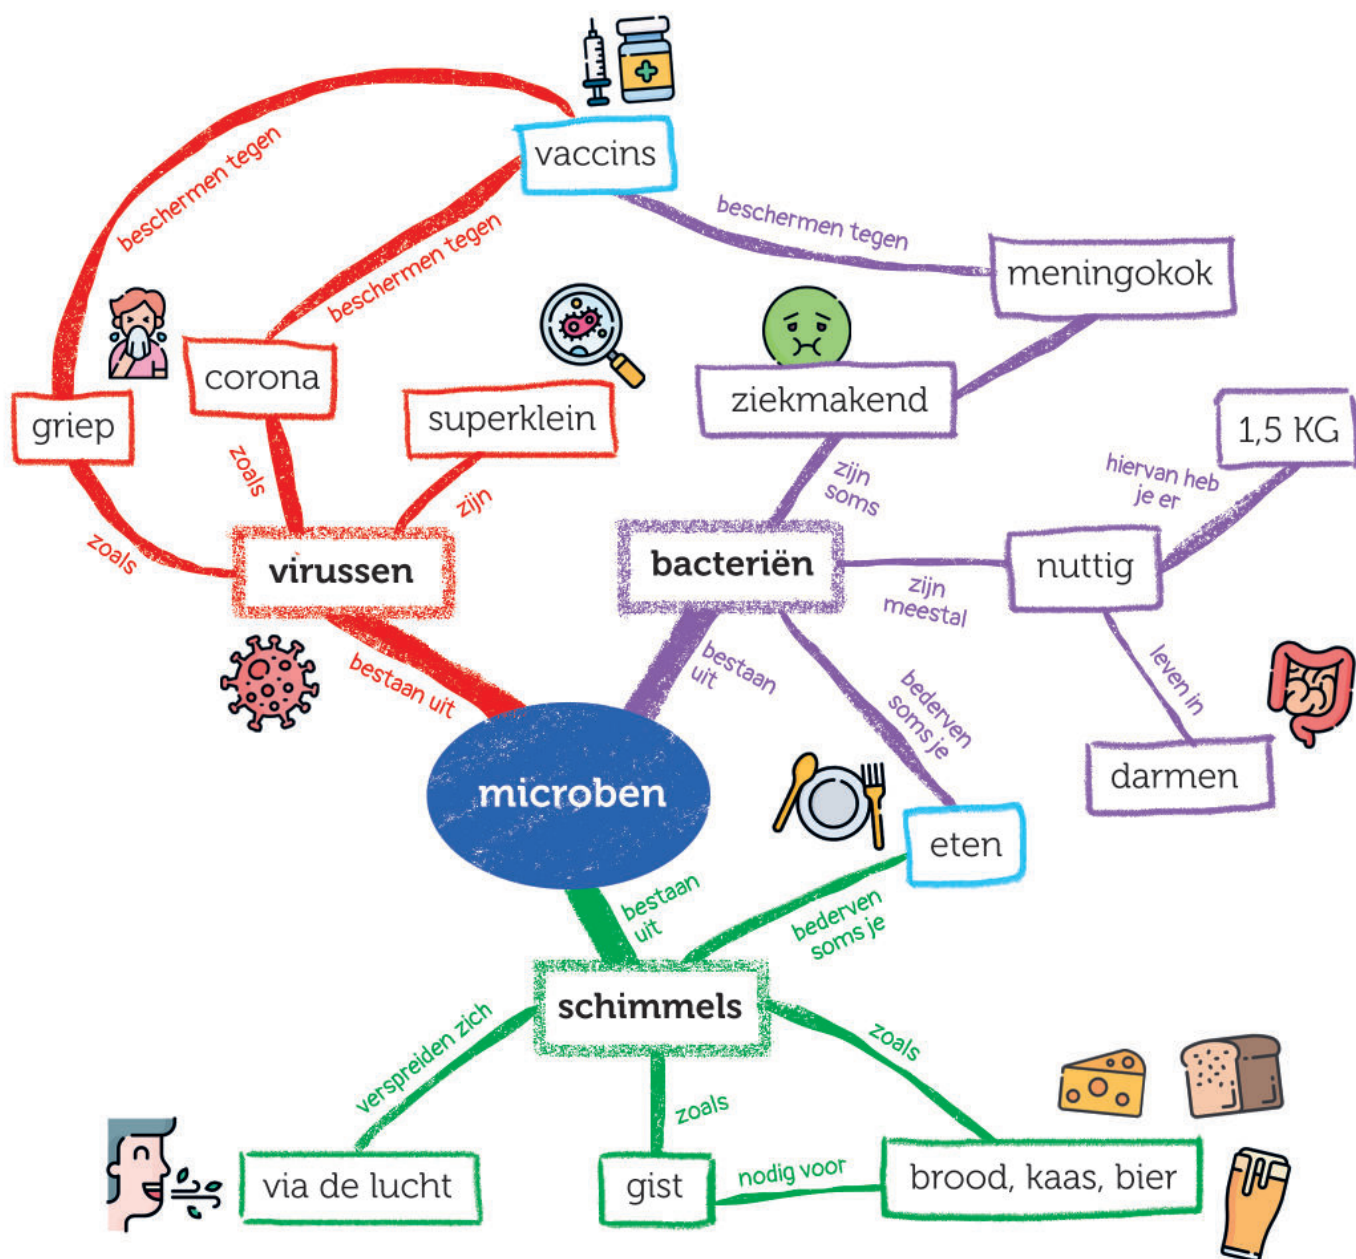 vaccins
beschermen tegen
beschermen tegen
beschermen tegen
meningokok
corona
griep
superklein
ziekmakend
1,5 KG
zoals
zoals
zijn
zijn
soms
hiervan heb
je er
virussen
bacteriën
zijn
meestal
nuttig
bestaan uit
bestaan
uit
bederven
soms je
leven in
darmen
microben
eten
bestaan
uit
bederven
soms je
schimmels
verspreiden zich
zoals
zoals
via de lucht
gist
nodig voor
brood, kaas, bier